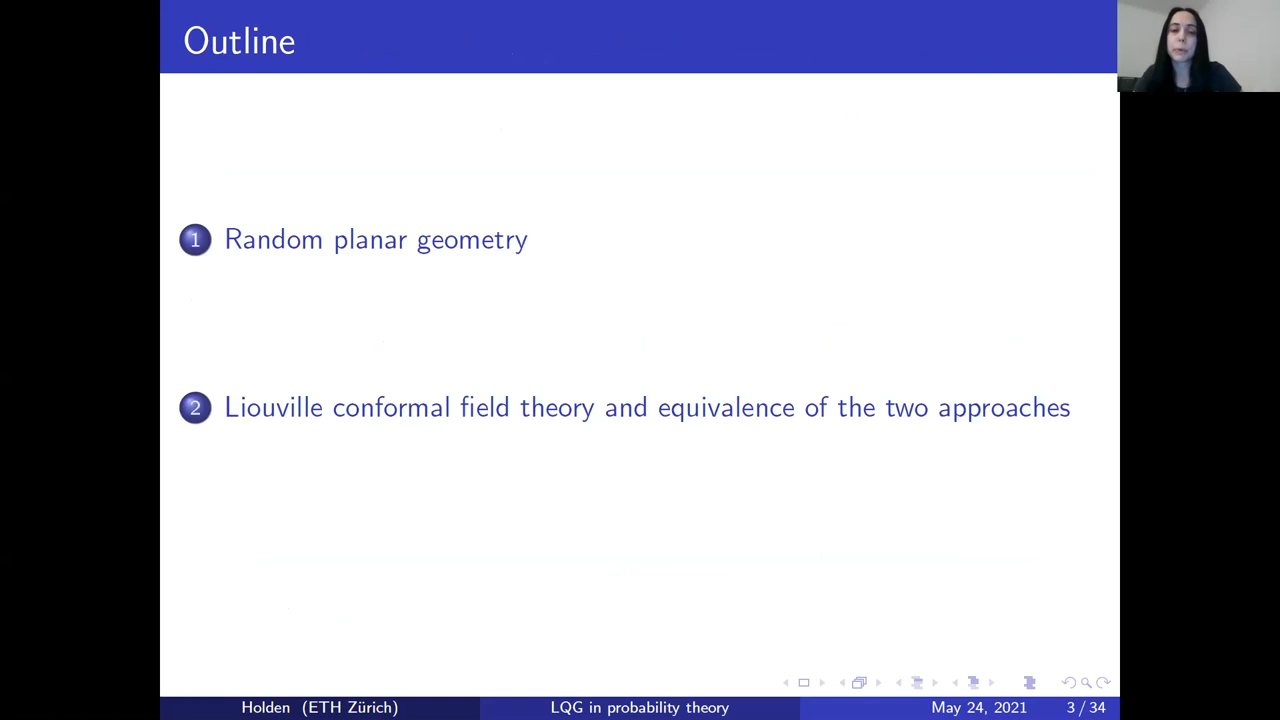 Outline
1 Random planar geometry
2 Liouville conformal field theory and equivalence of the two approaches
Holden (ETH Zürich) LQG in probability theory May 24, 2021 3 / 34